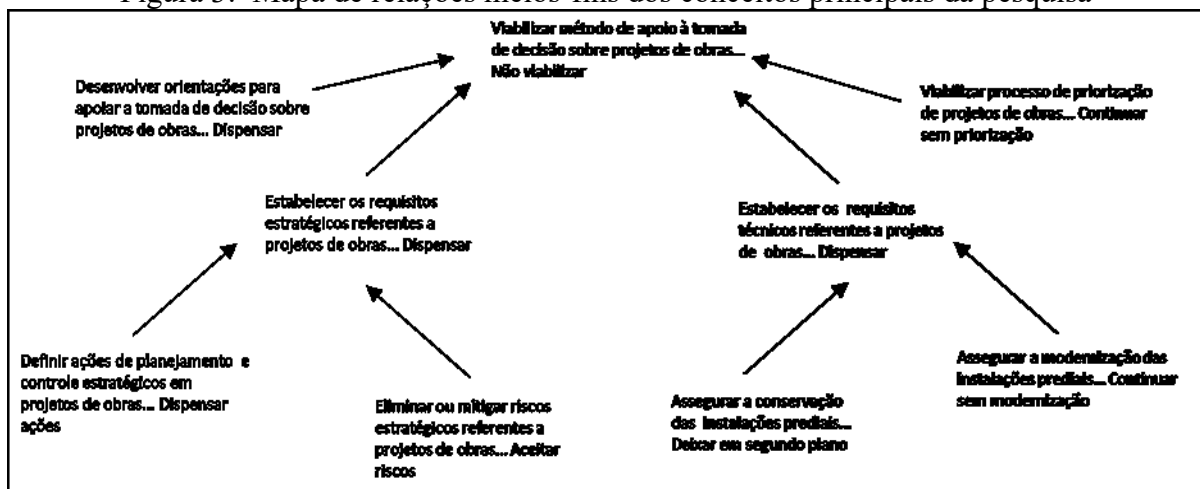 Figura 3: Mapa de relações meios-fins dos conceitos principais da pesquisa
Viabilizar método de apoio à tomada
de decisão sobre projetos de obras...
Não viabilizar
Desenvolver orientações para
apoiar a tomada de decisão sobre
projetos de obras... Dispensar
Viabilizar processo de priorização
de projetos de obras... Continuar
sem priorização
Estabelecer os requisitos
estratégicos referentes a
projetos de obras... Dispensar
Estabelecer os requisitos
técnicos referentes a projetos
de obras... Dispensar
Definir ações de planejamento e
controle estratégicos em
projetos de obras... Dispensar
ações
Eliminar ou mitigar riscos
estratégicos referentes a
projetos de obras... Aceitar
riscos
Assegurar a conservação
das instalações prediais...
Deixar em segundo plano
Assegurar a modernização das
instalações prediais... Continuar
sem modernização